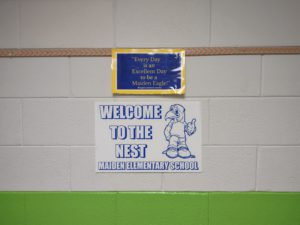 "Every Day
is an
Excellent Day
to be a
Maiden Eagle"
WELCOME
TO THE
NEST
MAIDEN ELEMENTARY SCHOOL